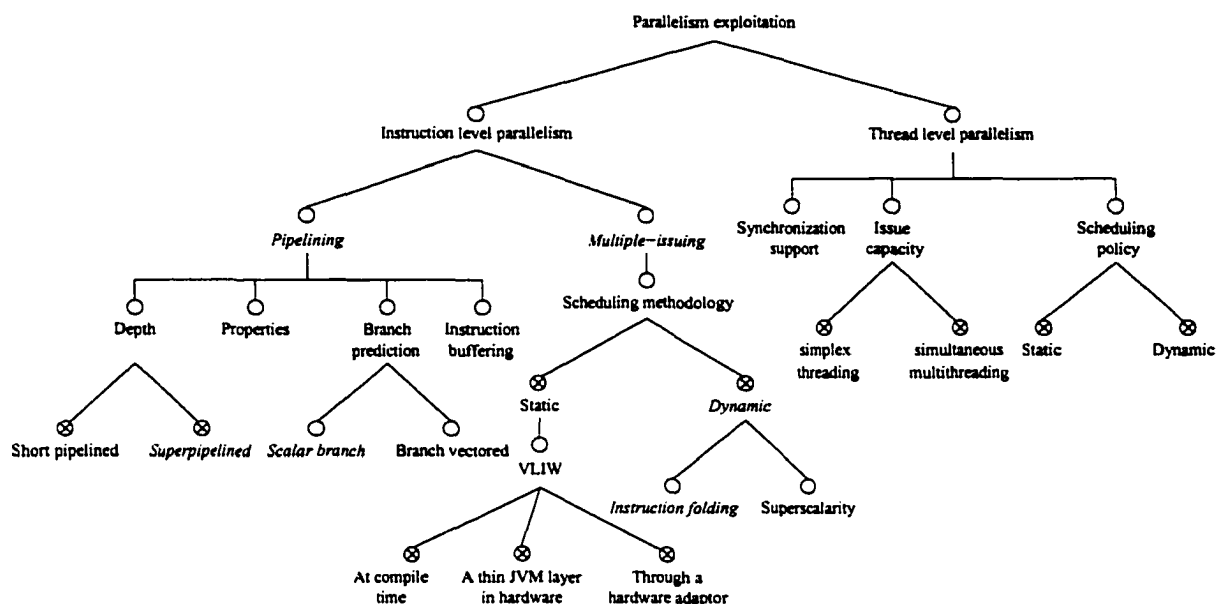 Parallelism exploitation
Instruction level parallelism
Thread level parallelism
Pipelining
Multiple-issuing
Synchronization
support
Issue
capacity
Scheduling
policy
Depth
Properties
Branch
prediction
Instruction
buffering
Scheduling methodology
simplex
threading
simultaneous
multithreading
Static
Dynamic
Static
Dynamic
Short pipelined
Superpipelined
Scalar branch
Branch vectored
VLIW
Instruction folding
Superscalarity
At compile
time
A thin JVM layer
in hardware
Through a
hardware adaptor